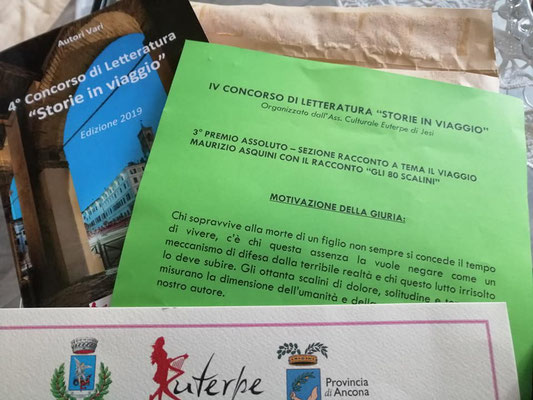 Autori Vari
4° Concorso di Letteratura
"Storie in viaggio"
Edizione 2019
IV CONCORSO DI LETTERATURA "STORIE IN VIAGGIO"
Organizzato dall'Ass. Culturale Euterpe di Jesi
3° PREMIO ASSOLUTO – SEZIONE RACCONTO A TEMA IL VIAGGIO
MAURIZIO ASQUINI CON IL RACCONTO "GLI 80 SCALINI"
MOTIVAZIONE DELLA GIURIA:
Chi sopravvive alla morte di un figlio non sempre si concede il tempo
di vivere, c'è chi questa assenza la vuole negare come un
meccanismo di difesa dalla terribile realtà e chi questo lutto irrisolto
lo deve subire. Gli ottanta scalini di dolore, solitudine e
misurano la dimensione dell'umanità e
nostro autore.
Euterpe
Provincia
di Ancona